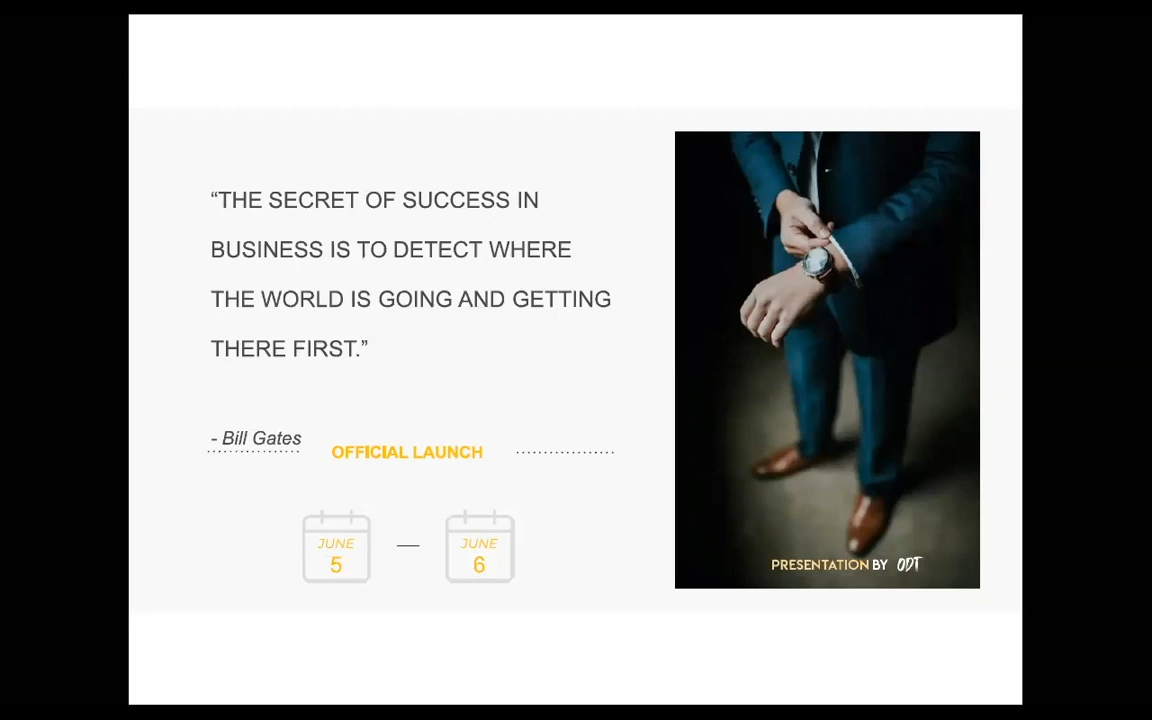 “THE SECRET OF SUCCESS IN
BUSINESS IS TO DETECT WHERE
THE WORLD IS GOING AND GETTING
THERE FIRST.”
- Bill Gates
OFFICIAL LAUNCH
JUNE
5
—
JUNE
6
PRESENTATION BY ODT